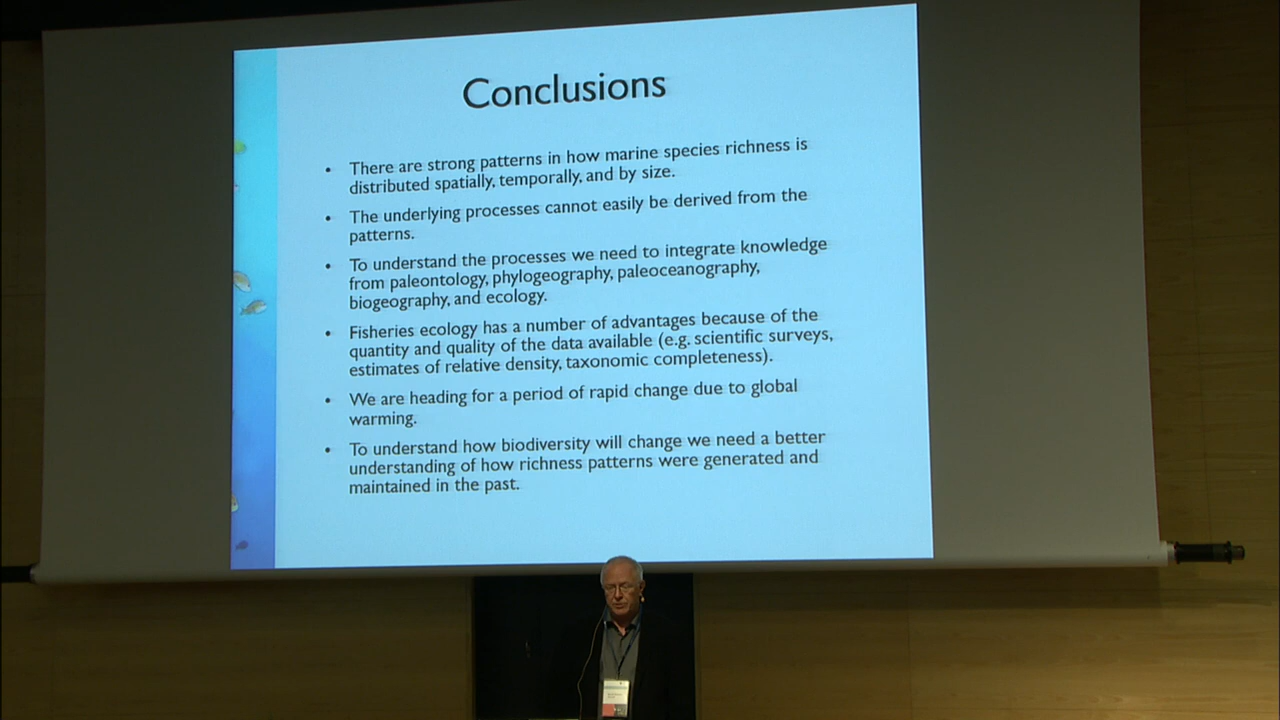 Conclusions
• There are strong patterns in how marine species richness is
distributed spatially, temporally, and by size.
• The underlying processes cannot easily be derived from the
patterns.
• To understand the processes we need to integrate knowledge
from paleontology, phylogeography, paleoceanography,
biogeography, and ecology.
• Fisheries ecology has a number of advantages because of the
quantity and quality of the data available (e.g. scientific surveys,
estimates of relative density, taxonomic completeness).
• We are heading for a period of rapid change due to global
warming.
• To understand how biodiversity will change we need a better
understanding of how richness patterns were generated and
maintained in the past.